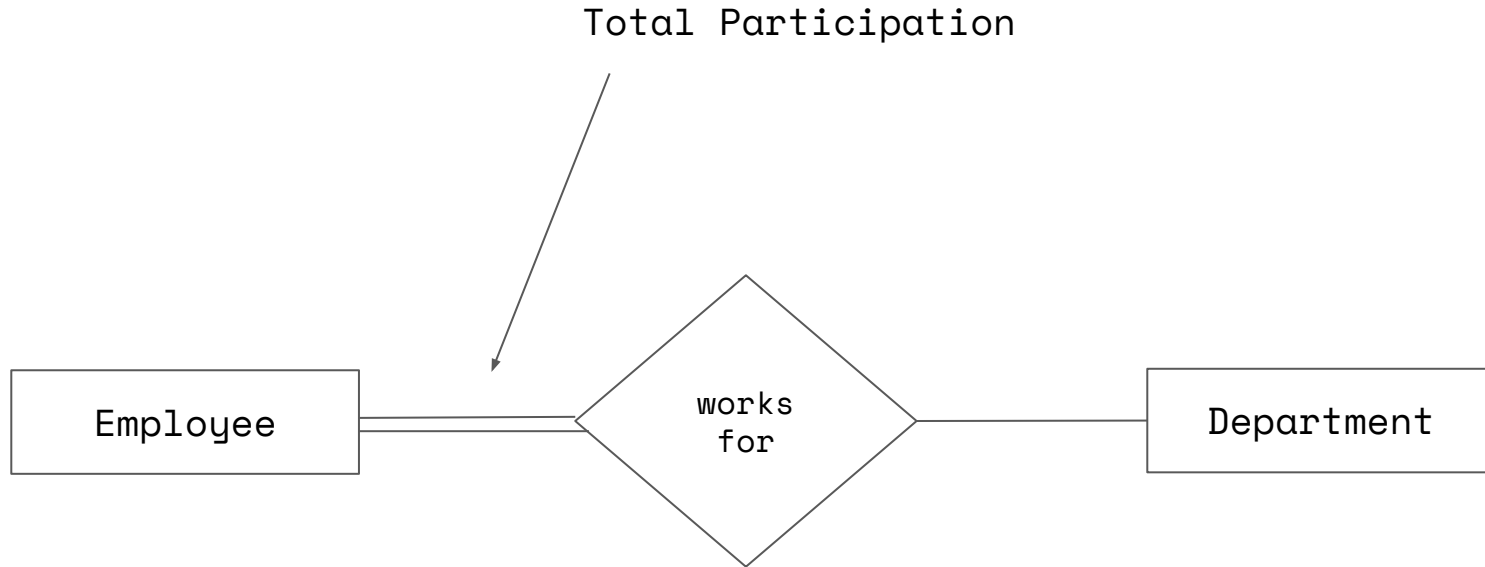 Total Participation
Employee
works
for
Department